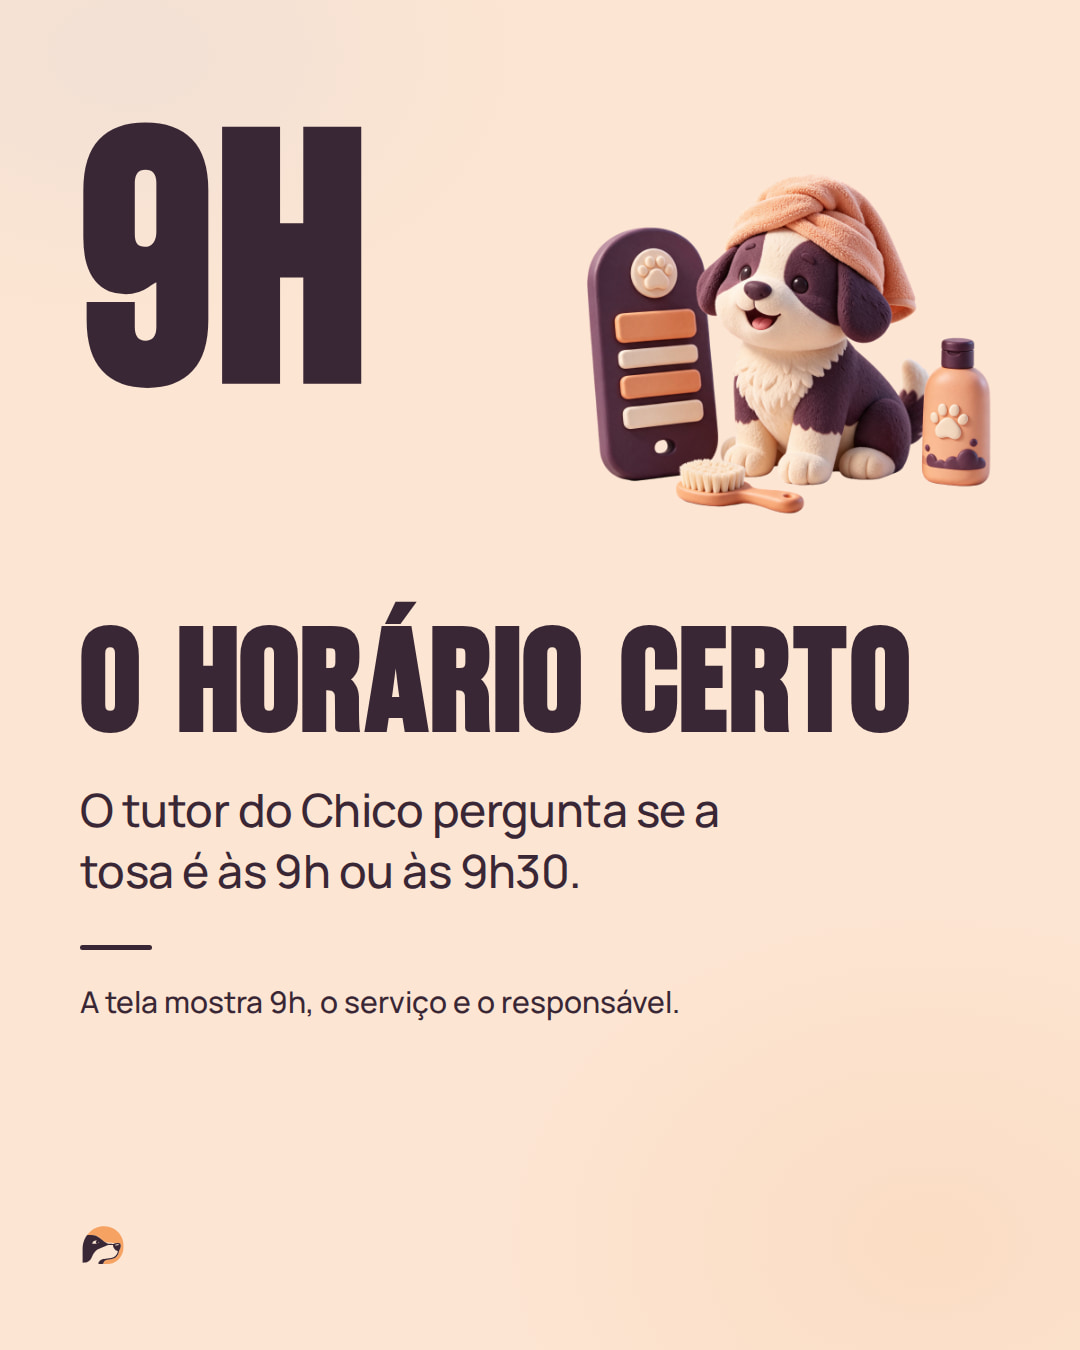 9H
O HORÁRIO CERTO
O tutor do Chico pergunta se a
tosa é às 9h ou às 9h30.
A tela mostra 9h, o serviço e o responsável.